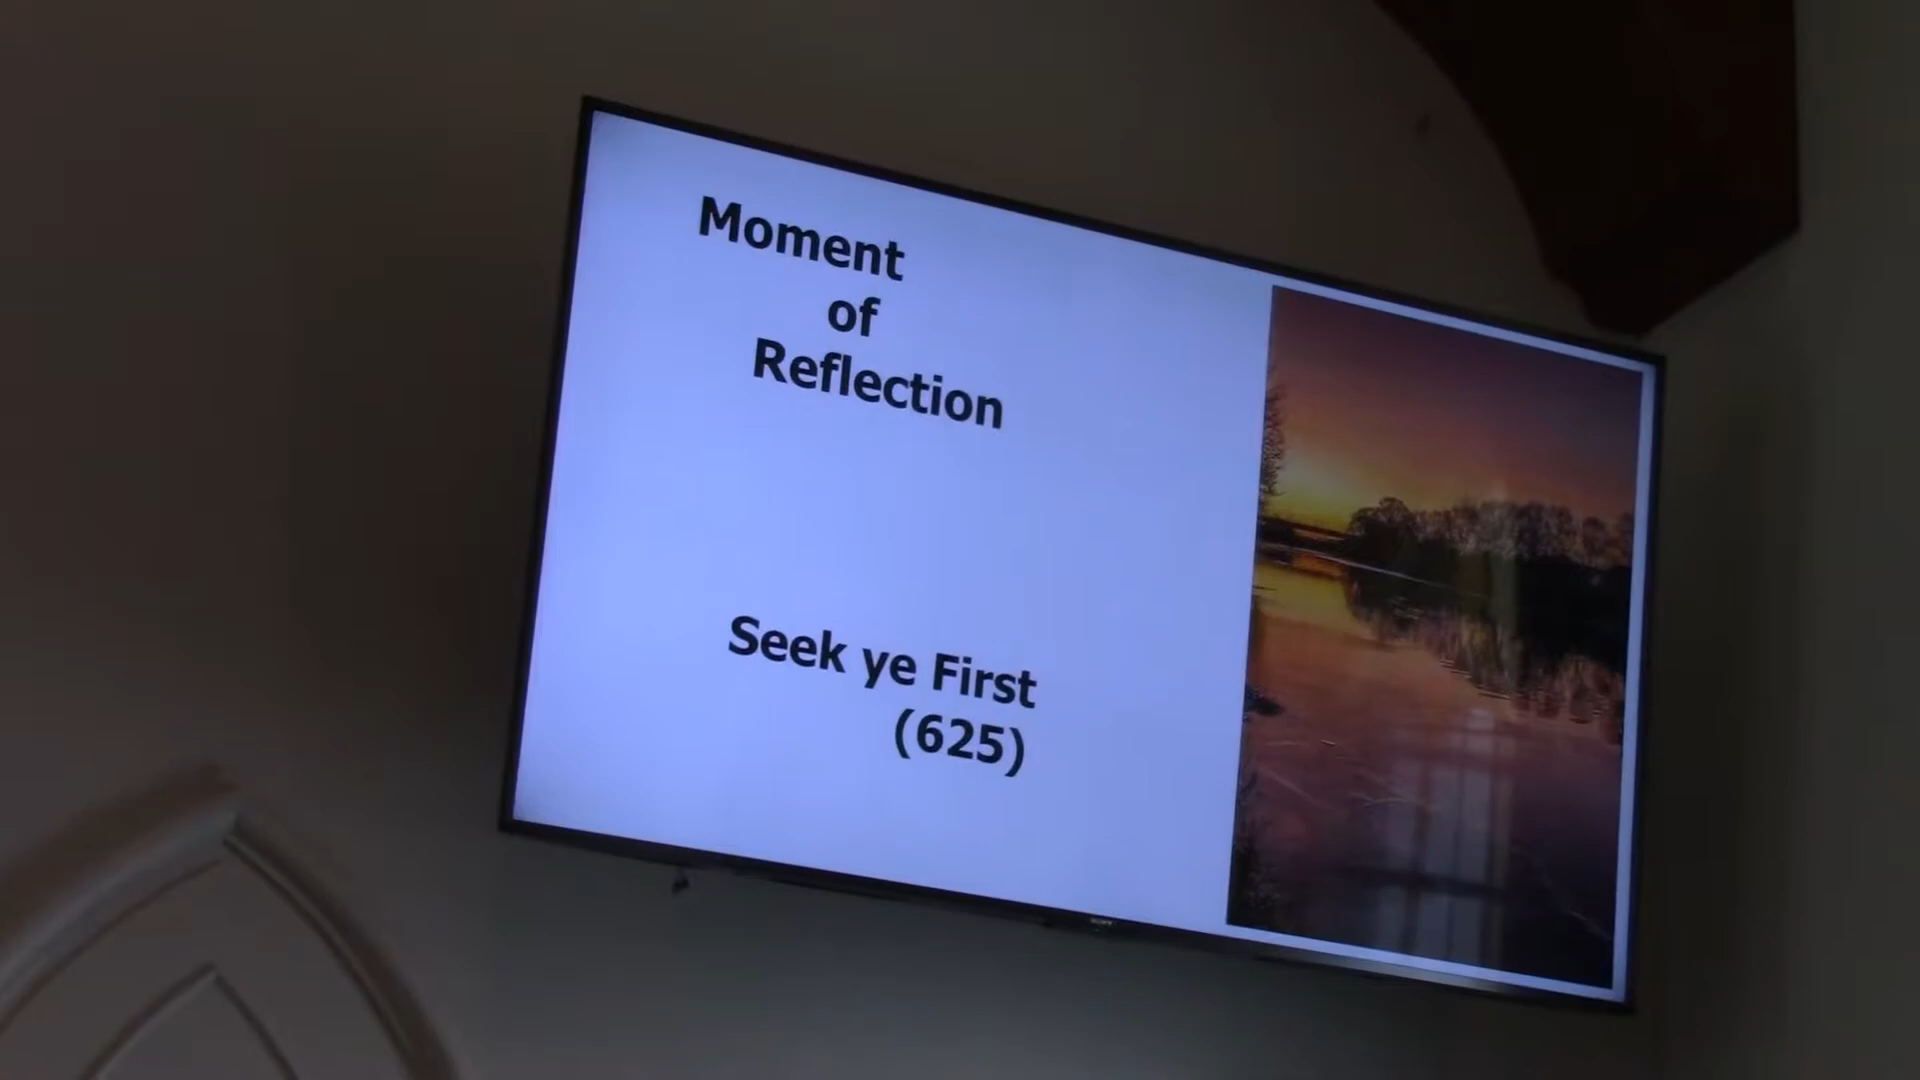 Moment
of
Reflection
Seek ye First
(625)